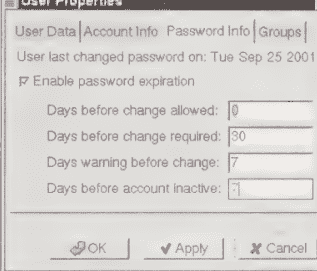 User Properties
User Data Account Info Password Info Groups
User last changed password on: Tue Sep 25 2001
Enable password expiration
Days before change allowed: 0
Days before change required: 30
Days warning before change: 7
Days before account inactive: -1
OK Apply Cancel